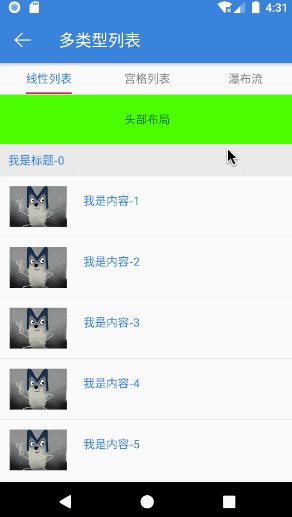 4:31
多类型列表
线性列表 宫格列表 瀑布流
头部布局
我是标题-0
我是内容-1
我是内容-2
我是内容-3
我是内容-4
我是内容-5